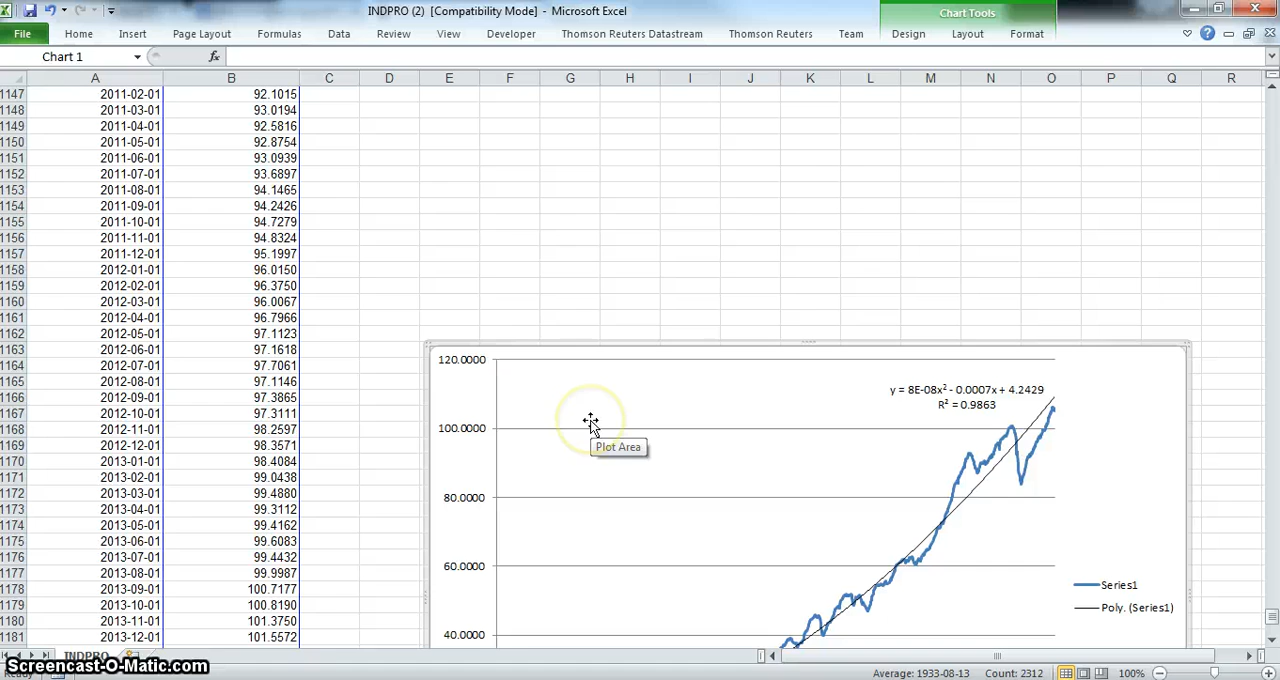 INDPRO (2) [Compatibility Mode] - Microsoft Excel
Chart Tools
File Home Insert Page Layout Formulas Data Review View Developer Thomson Reuters Datastream Thomson Reuters Team Design Layout Format
Chart 1 fx
A B C D E F G H I J K L M N O P Q R
1147 2011-02-01 92.1015
1148 2011-03-01 93.0194
1149 2011-04-01 92.5816
1150 2011-05-01 92.8754
1151 2011-06-01 93.0939
1152 2011-07-01 93.6897
1153 2011-08-01 94.1465
1154 2011-09-01 94.2426
1155 2011-10-01 94.7279
1156 2011-11-01 94.8324
1157 2011-12-01 95.1997
1158 2012-01-01 96.0150
1159 2012-02-01 96.3750
1160 2012-03-01 96.0067
1161 2012-04-01 96.7966
1162 2012-05-01 97.1123
1163 2012-06-01 97.1618
1164 2012-07-01 97.7061
1165 2012-08-01 97.1146
1166 2012-09-01 97.3865
1167 2012-10-01 97.3111
1168 2012-11-01 98.2597
1169 2012-12-01 98.3571
1170 2013-01-01 98.4084
1171 2013-02-01 99.0438
1172 2013-03-01 99.4880
1173 2013-04-01 99.3112
1174 2013-05-01 99.4162
1175 2013-06-01 99.6083
1176 2013-07-01 99.4432
1177 2013-08-01 99.9987
1178 2013-09-01 100.7177
1179 2013-10-01 100.8190
1180 2013-11-01 101.3750
1181 2013-12-01 101.5572
120.0000
100.0000
80.0000
60.0000
40.0000
y = 8E-08x² - 0.0007x + 4.2429
R² = 0.9863
Plot Area
Series1
Poly. (Series1)
INDPRO
Screencast-O-Matic.com
Average: 1933-08-13 Count: 2312 100%